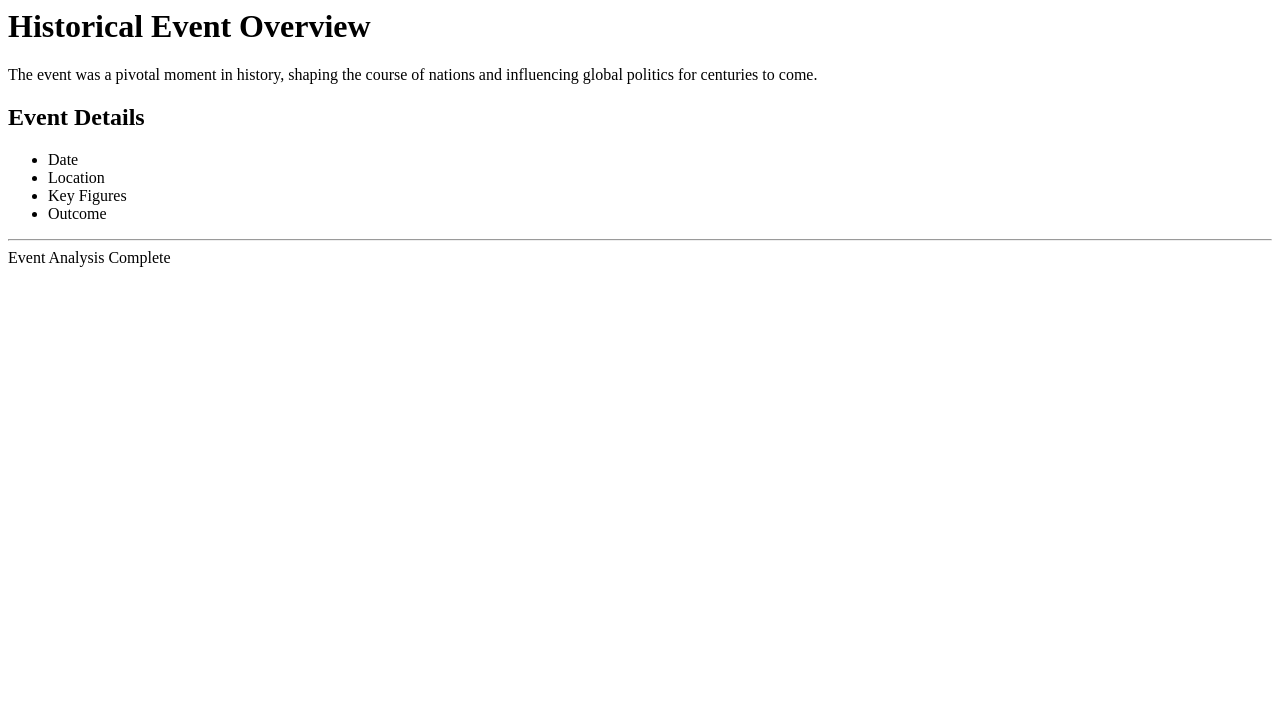 Historical Event Overview
The event was a pivotal moment in history, shaping the course of nations and influencing global politics for centuries to come.
Event Details
Date
Location
Key Figures
Outcome
Event Analysis Complete